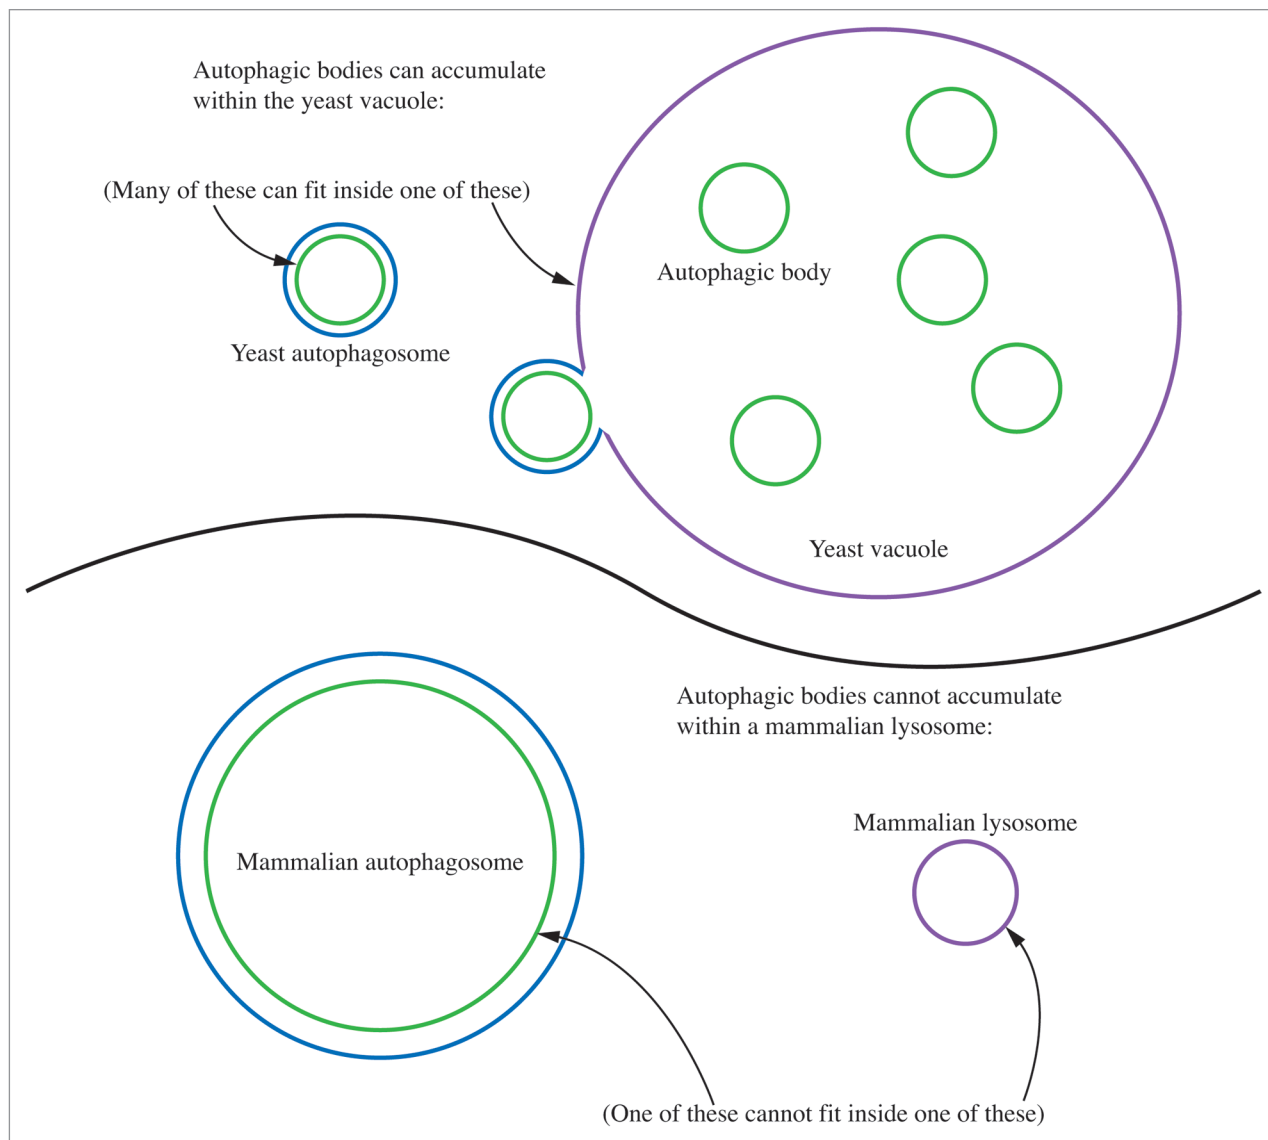 Autophagic bodies can accumulate
within the yeast vacuole:
(Many of these can fit inside one of these)
Autophagic body
Yeast autophagosome
Yeast vacuole
Autophagic bodies cannot accumulate
within a mammalian lysosome:
Mammalian lysosome
Mammalian autophagosome
(One of these cannot fit inside one of these)